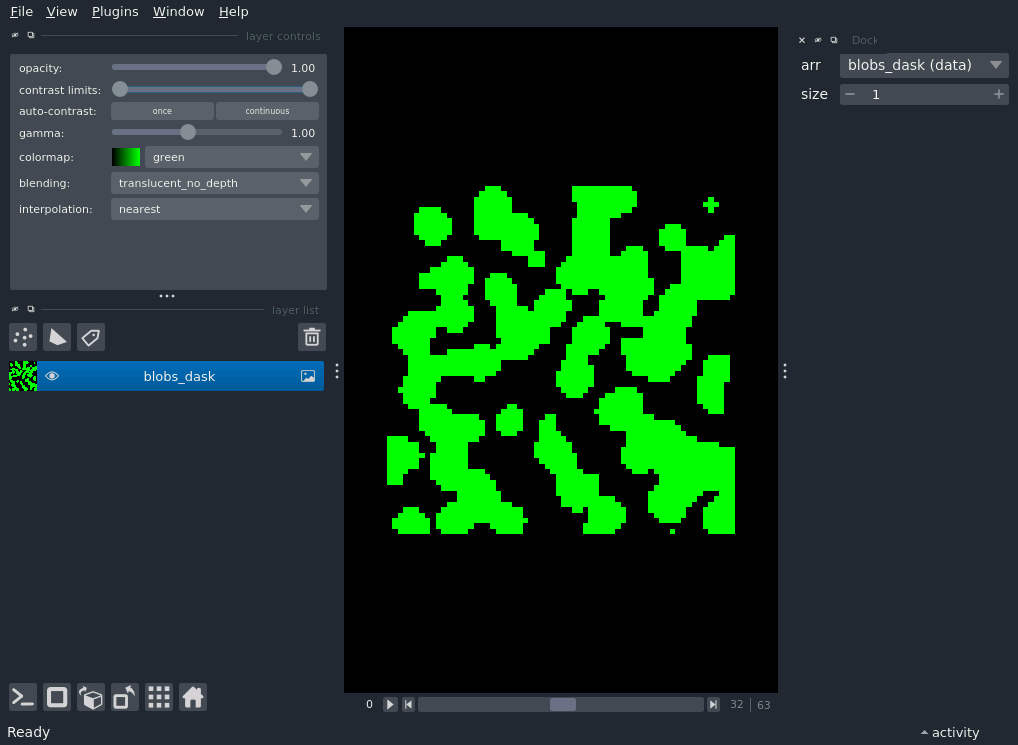 File View Plugins Window Help
layer controls
opacity: 1.00
contrast limits:
auto-contrast: once continuous
gamma: 1.00
colormap: green
blending: translucent_no_depth
interpolation: nearest
layer list
blobs_dask
0 32 | 63
Ready
Dock
arr blobs_dask (data)
size 1
activity